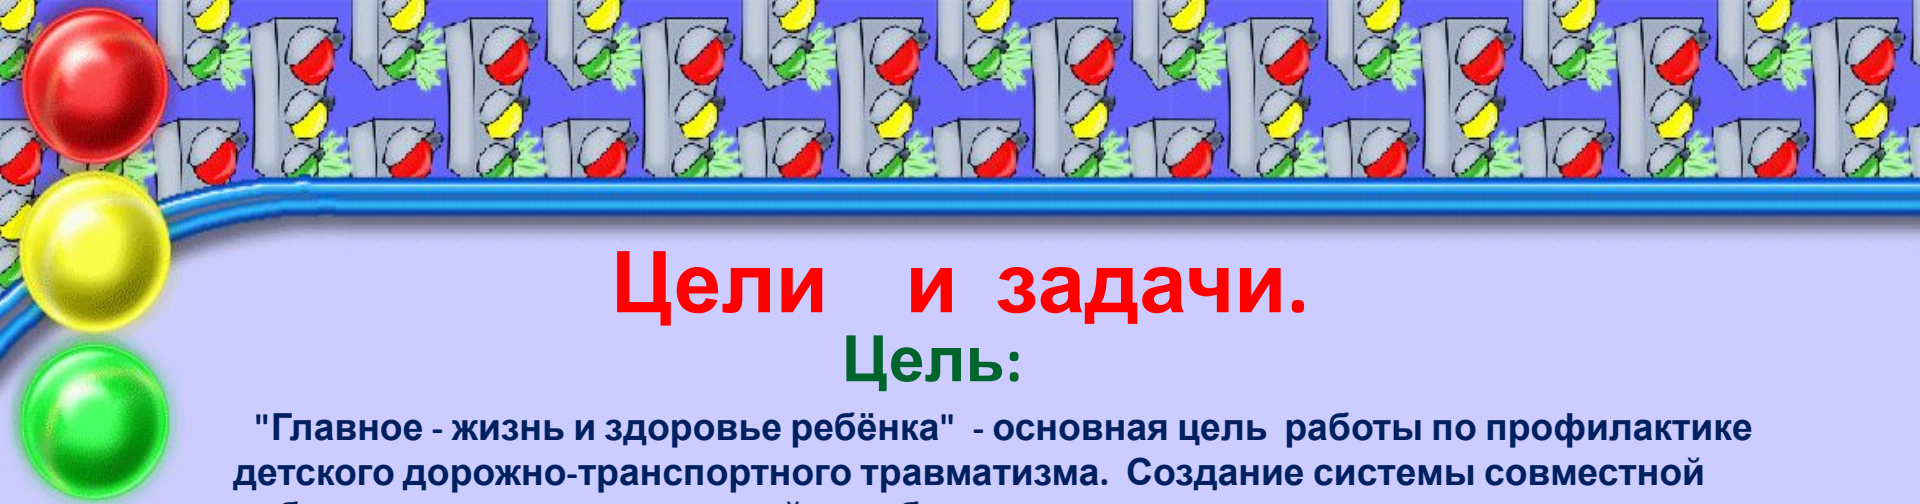 Цели и задачи.
Цель:
"Главное - жизнь и здоровье ребёнка" - основная цель работы по профилактике
детского дорожно-транспортного травматизма. Создание системы совместной